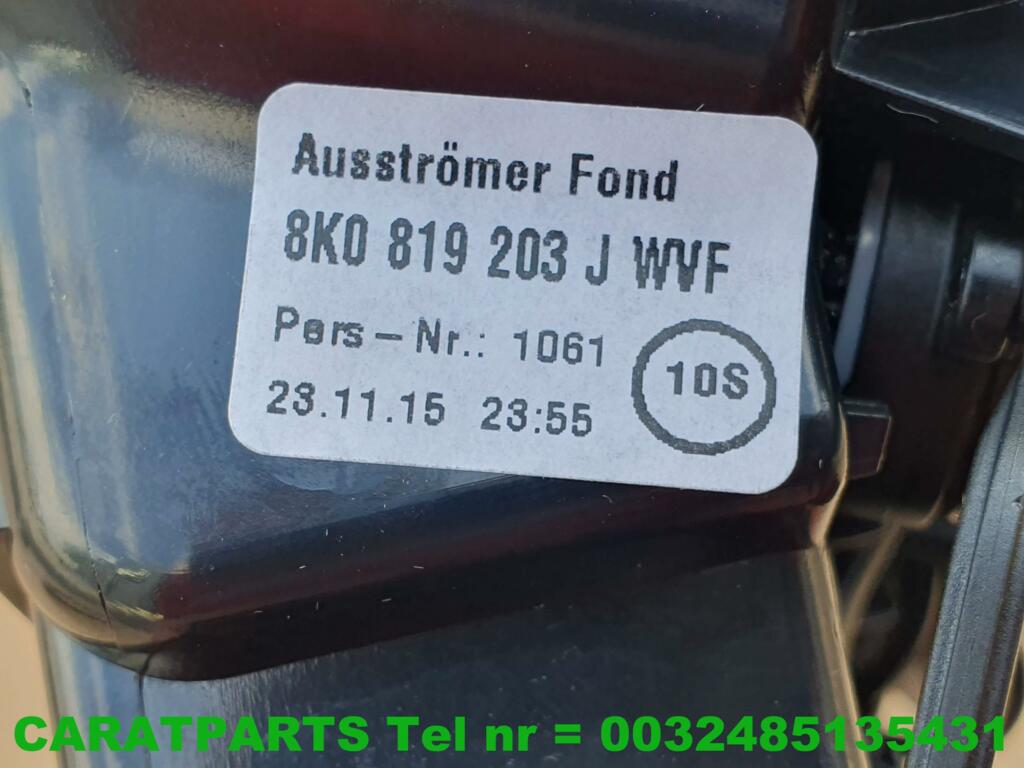 Ausströmer Fond
8K0 819 203 J WVF
Pers-Nr.: 1061
10S
23.11.15 23:55
CARATPARTS Tel nr = 0032485135431